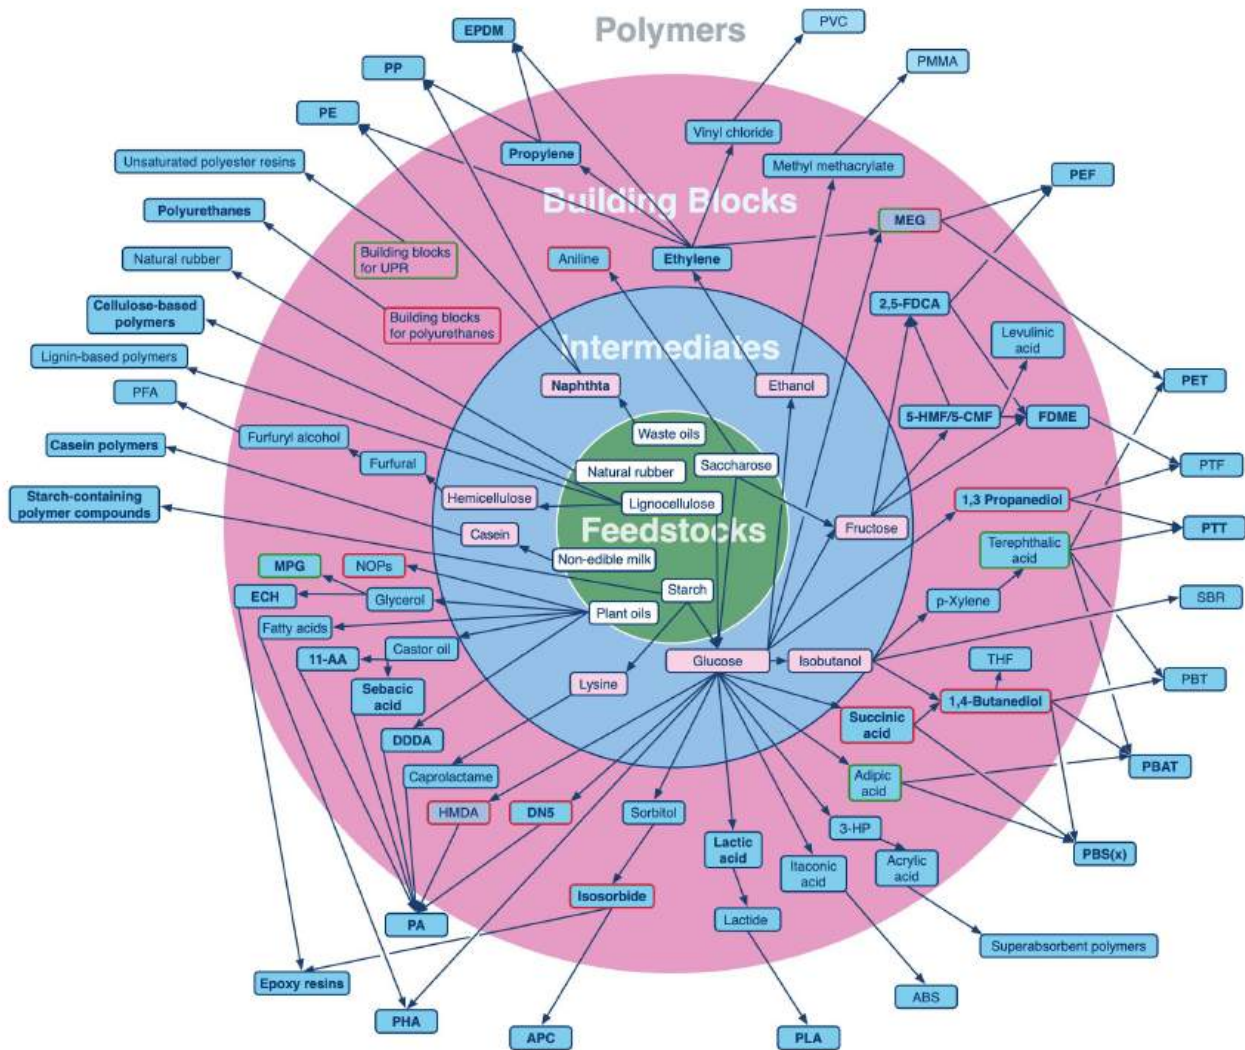 Polymers
PVC
EPDM
PMMA
PP
PE
Vinyl chloride
Propylene
Methyl methacrylate
Unsaturated polyester resins
PEF
Building Blocks
Polyurethanes
MEG
Building blocks
for UPR
Aniline
Ethylene
Natural rubber
2,5-FDCA
Cellulose-based
polymers
Building blocks
for polyurethanes
Levulinic
acid
Intermediates
Lignin-based polymers
Naphthta
Ethanol
PET
PFA
5-HMF/5-CMF
FDME
Waste oils
Furfuryl alcohol
Casein polymers
Furfural
Natural rubber
Saccharose
PTF
Starch-containing
polymer compounds
Hemicellulose
Lignocellulose
1,3 Propanediol
Feedstocks
Fructose
PTT
Casein
Non-edible milk
Terephthalic
acid
MPG
NOPs
Starch
ECH
Glycerol
Plant oils
p-Xylene
SBR
Fatty acids
11-AA
Castor oil
Glucose
Isobutanol
THF
Lysine
PBT
Sebacic
acid
1,4-Butanediol
Succinic
acid
DDDA
PBAT
Caprolactame
Adipic
acid
HMDA
DN5
Sorbitol
3-HP
Lactic
acid
PBS(x)
Itaconic
acid
Acrylic
acid
Isosorbide
PA
Lactide
Superabsorbent polymers
Epoxy resins
ABS
PHA
APC
PLA